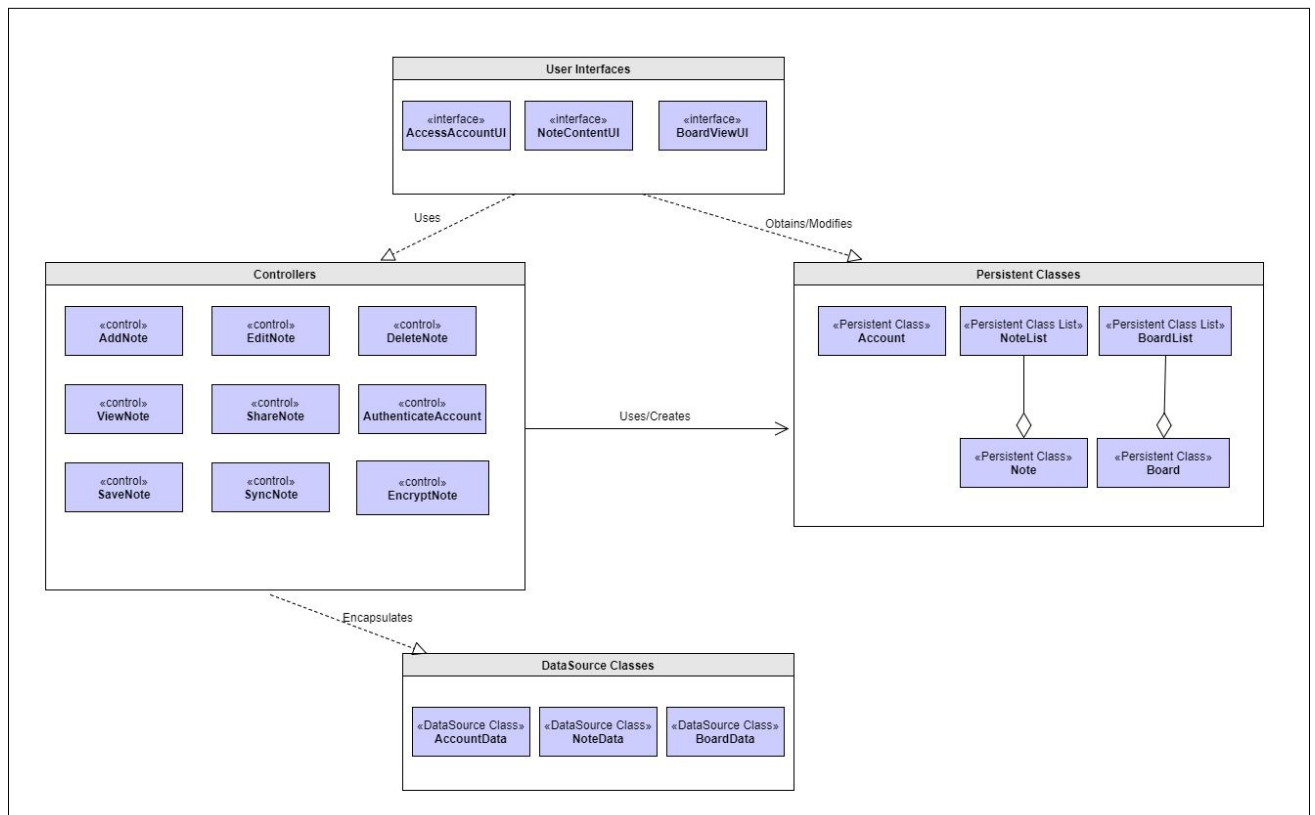 User Interfaces
«interface»
AccessAccountUI
«interface»
NoteContentUI
«interface»
BoardViewUI
Uses
Obtains/Modifies
Controllers
«control»
AddNote
«control»
EditNote
«control»
DeleteNote
«control»
ViewNote
«control»
ShareNote
«control»
AuthenticateAccount
«control»
SaveNote
«control»
SyncNote
«control»
EncryptNote
Uses/Creates
Persistent Classes
«Persistent Class»
Account
«Persistent Class List»
NoteList
«Persistent Class List»
BoardList
«Persistent Class»
Note
«Persistent Class»
Board
Encapsulates
DataSource Classes
«DataSource Class»
AccountData
«DataSource Class»
NoteData
«DataSource Class»
BoardData